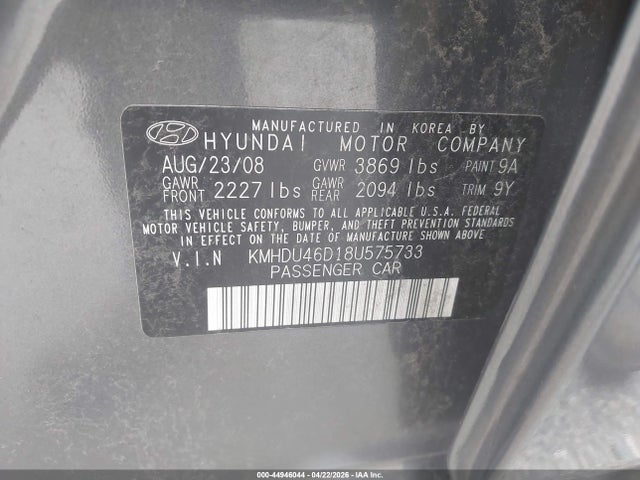 MANUFACTURED IN KOREA BY
HYUNDAI MOTOR COMPANY
AUG/23/08 GVWR 3869 lbs PAINT 9A
GAWR FRONT 2227 lbs GAWR REAR 2094 lbs TRIM 9Y
THIS VEHICLE CONFORMS TO ALL APPLICABLE U.S.A. FEDERAL
MOTOR VEHICLE SAFETY, BUMPER, AND THEFT PREVENTION
STANDARDS IN EFFECT ON THE DATE OF MANUFACTURE SHOWN ABOVE.
V.I.N KMHDU46D18U575733
PASSENGER CAR
000-44946044 - 04/22/2026 - IAA Inc.